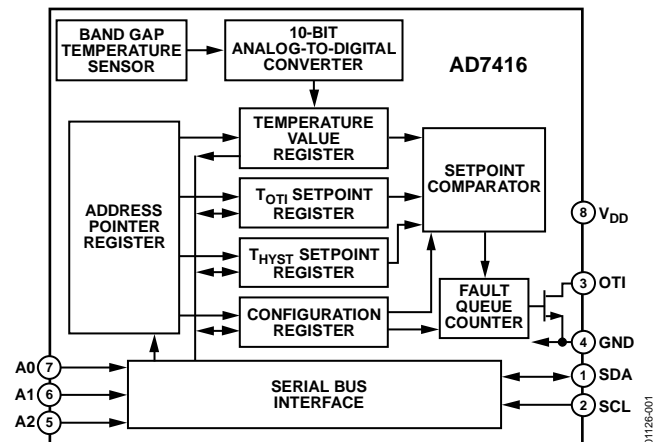 BAND GAP
TEMPERATURE
SENSOR
10-BIT
ANALOG-TO-DIGITAL
CONVERTER
AD7416
TEMPERATURE
VALUE
REGISTER
SETPOINT
COMPARATOR
ADDRESS
POINTER
REGISTER
TOTI SETPOINT
REGISTER
THYST SETPOINT
REGISTER
CONFIGURATION
REGISTER
FAULT
QUEUE
COUNTER
8 VDD
3 OTI
4 GND
1 SDA
2 SCL
A0 7
A1 6
A2 5
SERIAL BUS
INTERFACE
01126-001